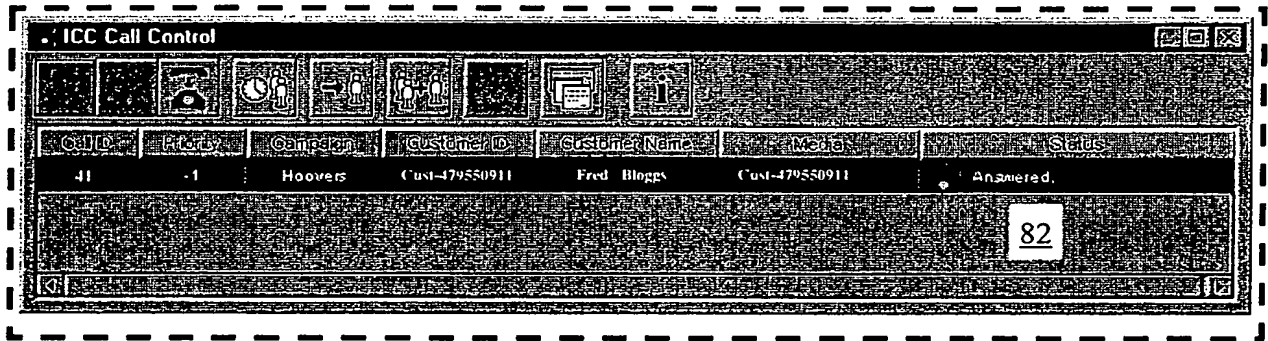 ICC Call Control
Call ID Priority Campaign Customer ID Customer Name Media Status
41 -1 Hoovers Cust-479550911 Fred Bloggs Cust-479550911 Answered.
82